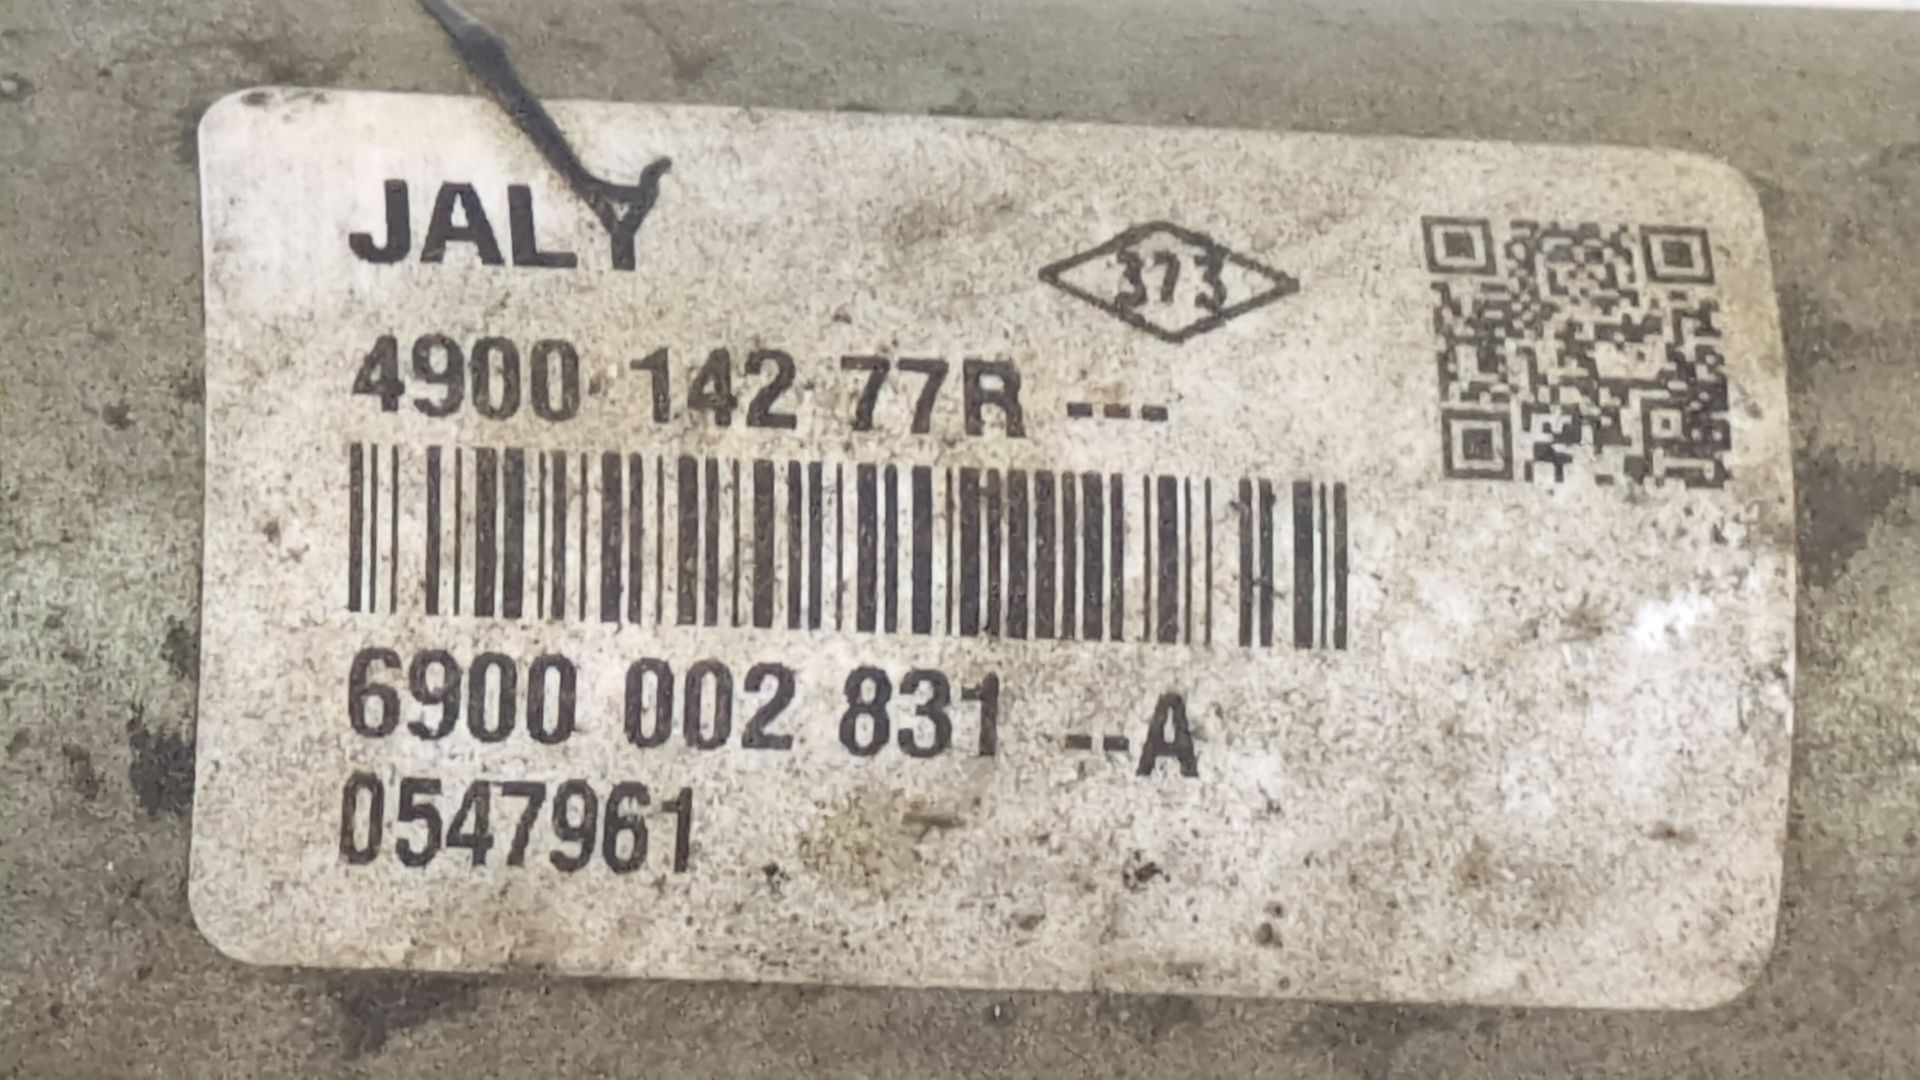 JALY
373
4900 142 77R ---
6900 002 831 --A
0547961